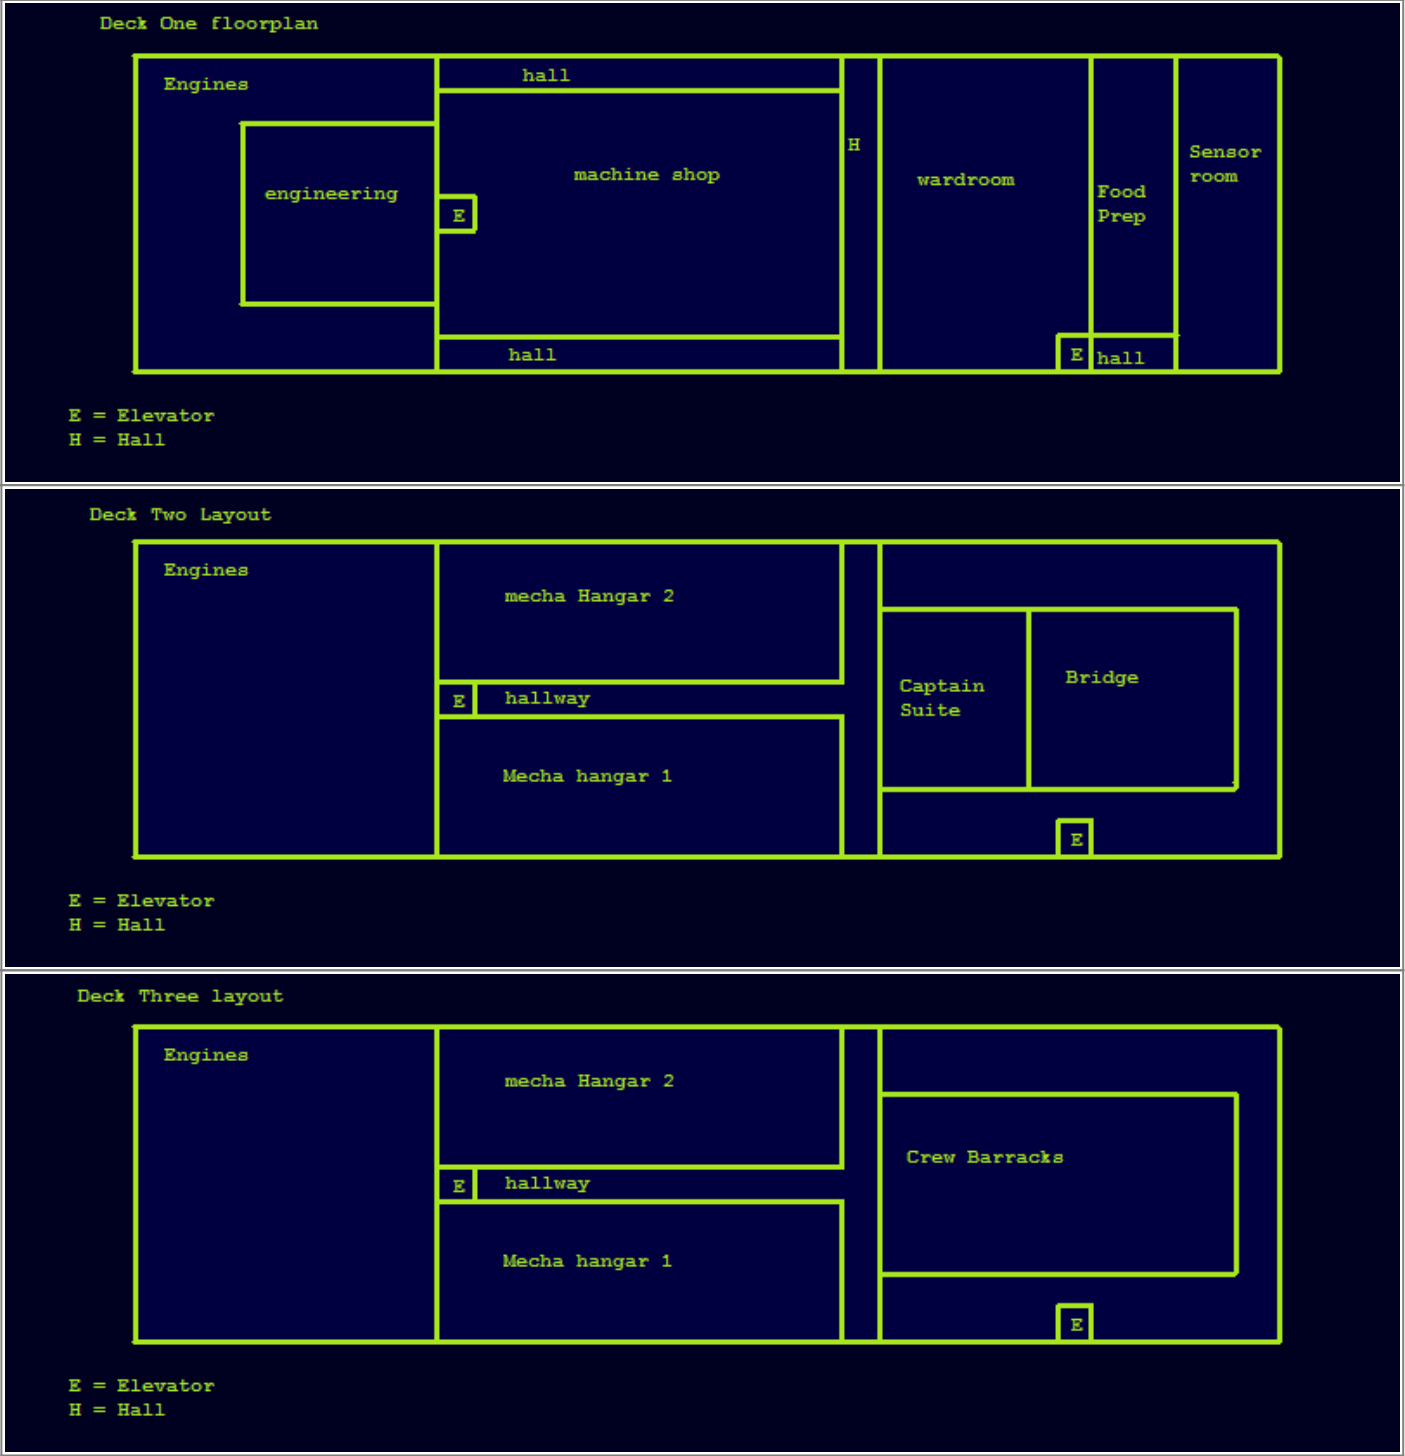 Deck One floorplan
Engines
hall
H
machine shop
Sensor
room
wardroom
engineering
Food
Prep
E
hall
E
hall
E = Elevator
H = Hall
Deck Two Layout
Engines
mecha Hangar 2
Captain
Suite
Bridge
E
hallway
Mecha hangar 1
E
E = Elevator
H = Hall
Deck Three layout
Engines
mecha Hangar 2
Crew Barracks
E
hallway
Mecha hangar 1
E
E = Elevator
H = Hall